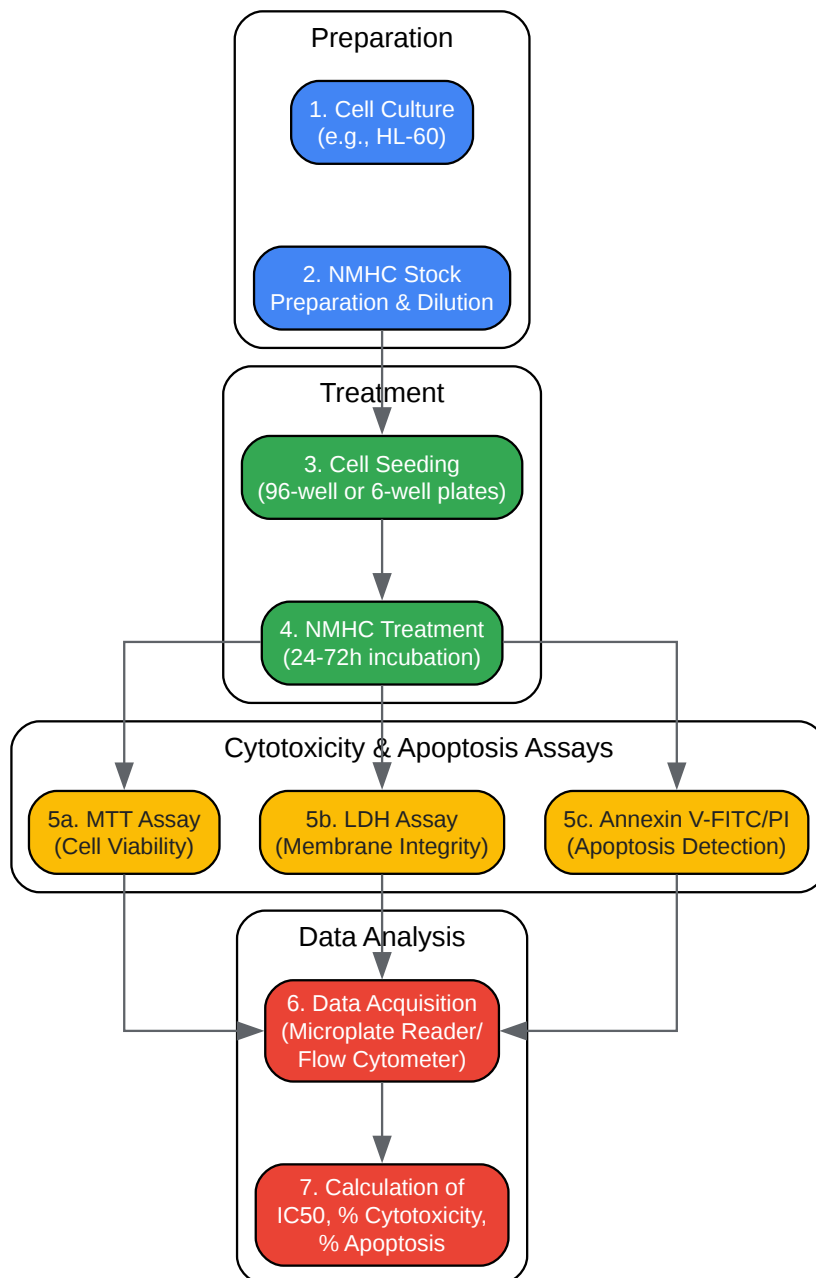 Preparation
1. Cell Culture
(e.g., HL-60)
2. NMHC Stock
Preparation & Dilution
Treatment
3. Cell Seeding
(96-well or 6-well plates)
4. NMHC Treatment
(24-72h incubation)
Cytotoxicity & Apoptosis Assays
5a. MTT Assay
(Cell Viability)
5b. LDH Assay
(Membrane Integrity)
5c. Annexin V-FITC/PI
(Apoptosis Detection)
Data Analysis
6. Data Acquisition
(Microplate Reader/
Flow Cytometer)
7. Calculation of
IC50, % Cytotoxicity,
% Apoptosis